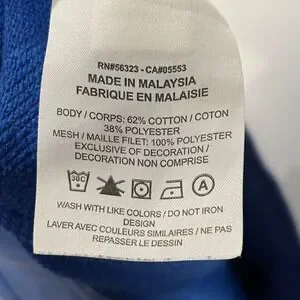 RN#56323 - CA#05553
MADE IN MALAYSIA
FABRIQUE EN MALAISIE
BODY / CORPS: 62% COTTON / COTON
38% POLYESTER
MESH / MAILLE FILET: 100% POLYESTER
EXCLUSIVE OF DECORATION /
DECORATION NON COMPRISE
30C A
WASH WITH LIKE COLORS / DO NOT IRON
DESIGN
LAVER AVEC COULEURS SIMILAIRES / NE PAS
REPASSER LE DESSIN